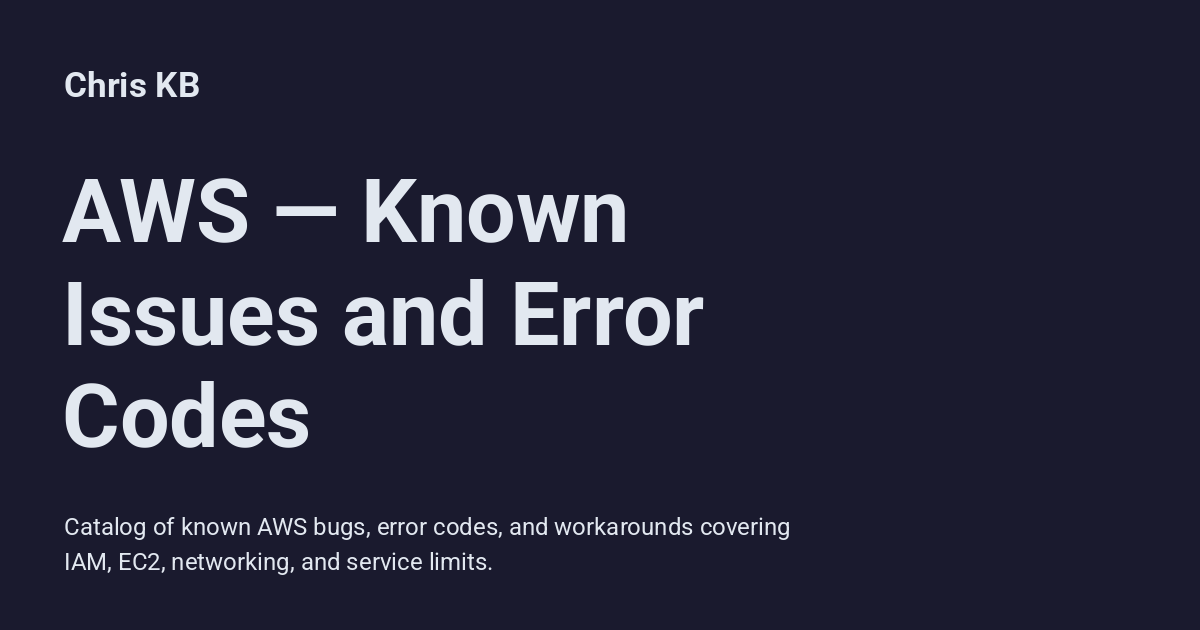 Chris KB
AWS — Known
Issues and Error
Codes
Catalog of known AWS bugs, error codes, and workarounds covering
IAM, EC2, networking, and service limits.